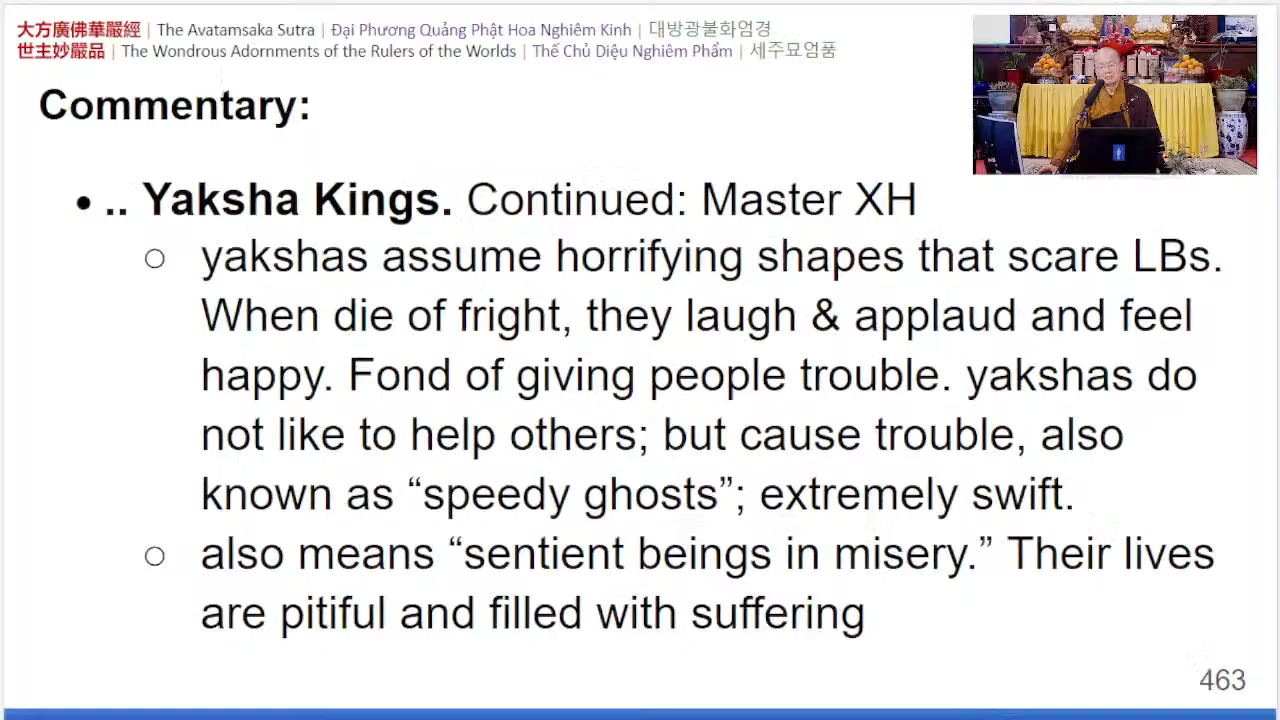 大方廣佛華嚴經 | The Avatamsaka Sutra | Đại Phương Quảng Phật Hoa Nghiêm Kinh | 대방광불화엄경
世主妙嚴品 | The Wondrous Adornments of the Rulers of the Worlds | Thế Chủ Diệu Nghiêm Phẩm | 세주묘엄품
Commentary:
• .. Yaksha Kings. Continued: Master XH
○ yakshas assume horrifying shapes that scare LBs.
When die of fright, they laugh & applaud and feel
happy. Fond of giving people trouble. yakshas do
not like to help others; but cause trouble, also
known as “speedy ghosts”; extremely swift.
○ also means “sentient beings in misery.” Their lives
are pitiful and filled with suffering
463